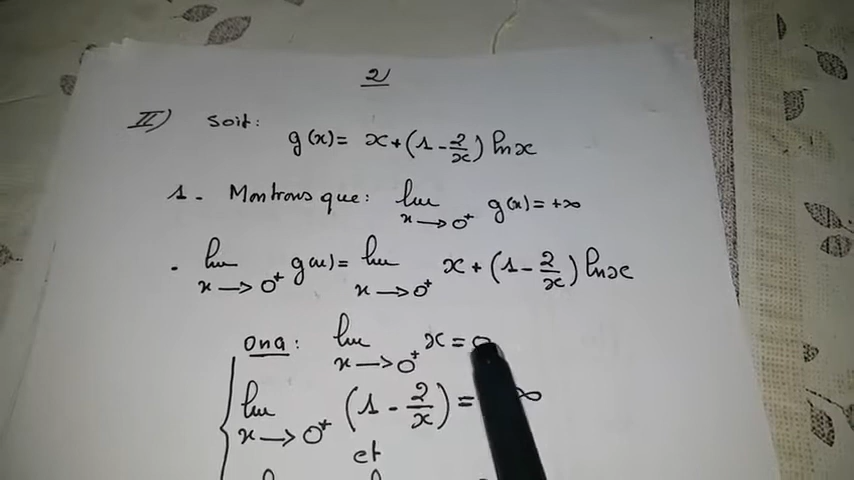 2
II) Soit:
g(x) = x + (1 - 2/x) ln x
1 - Montrons que: lim x→0⁺ g(x) = +∞
. lim x→0⁺ g(x) = lim x→0⁺ x + (1 - 2/x) ln x
ona: lim x→0⁺ x = 0
lim x→0⁺ (1 - 2/x) = ∞
et